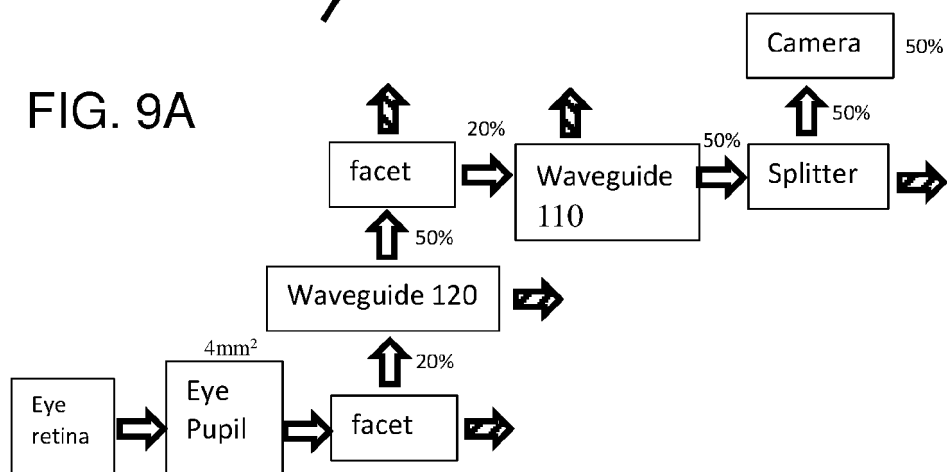 FIG. 9A
Camera
50%
50%
facet
20%
Waveguide
110
50%
Splitter
50%
Waveguide 120
20%
4mm²
Eye
retina
Eye
Pupil
facet